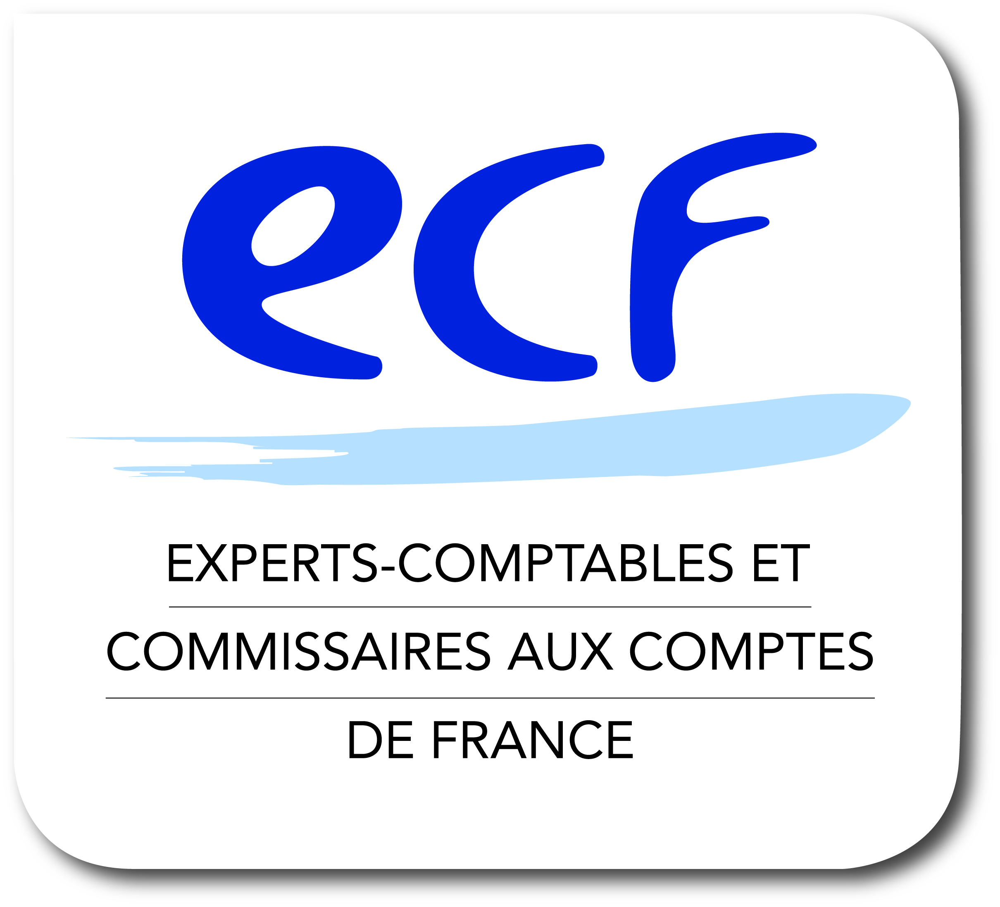 ecf
EXPERTS-COMPTABLES ET
COMMISSAIRES AUX COMPTES
DE FRANCE